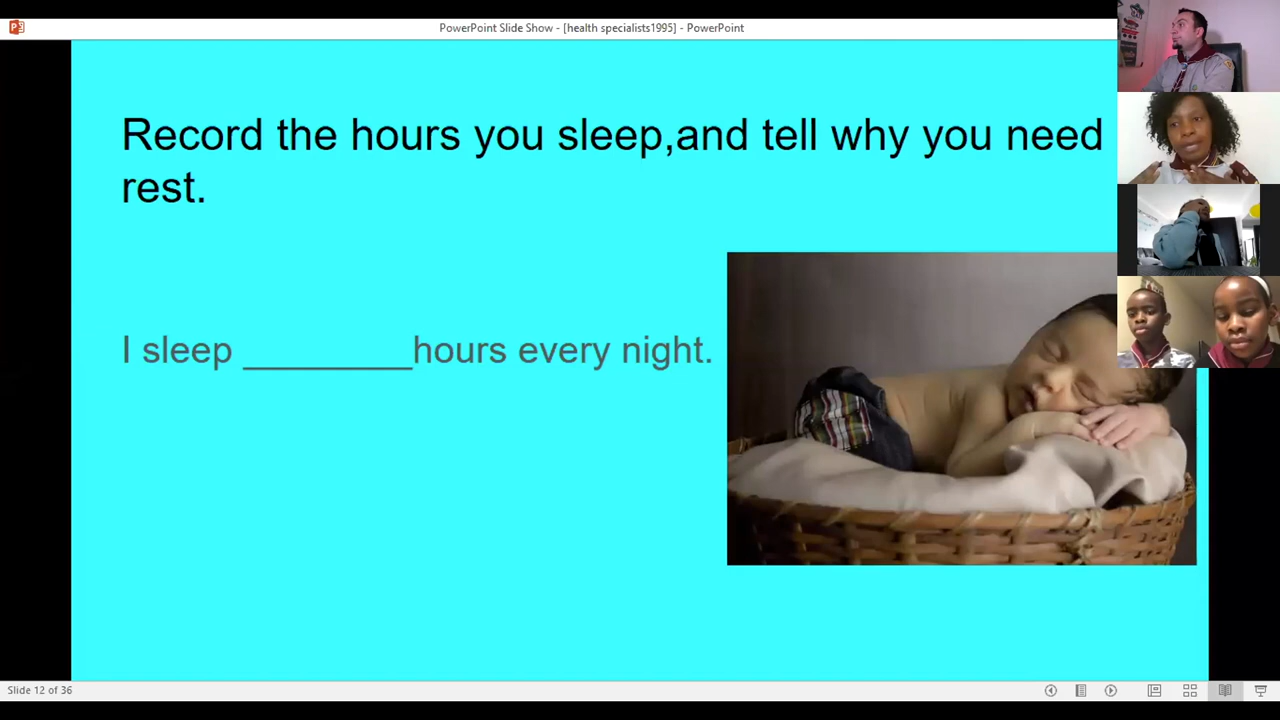 PowerPoint Slide Show - [health specialists1995] - PowerPoint
Record the hours you sleep,and tell why you need
rest.
I sleep ________hours every night.
Slide 12 of 36